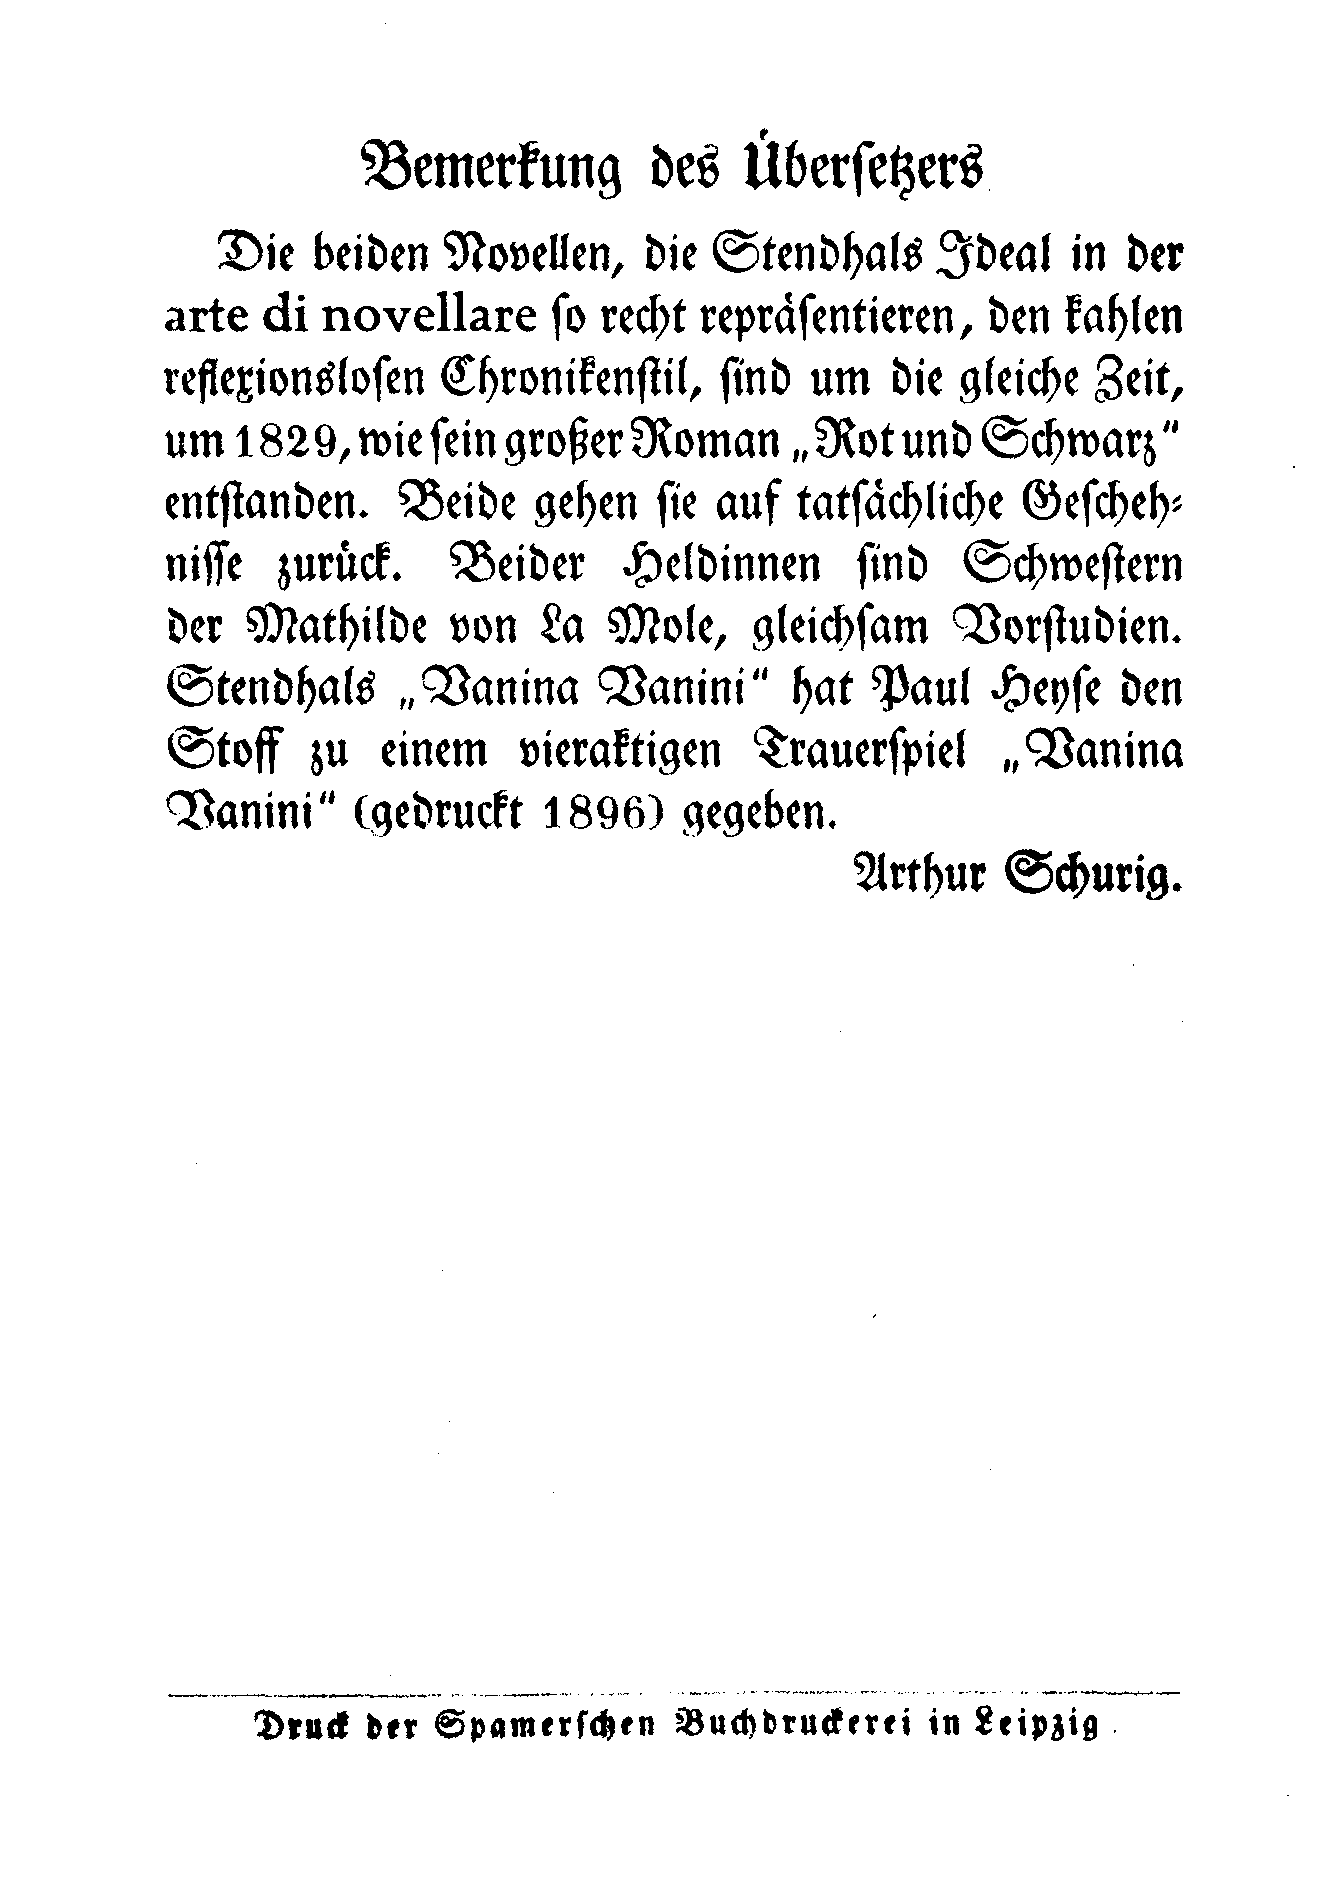 Bemerkung des Übersetzers
Die beiden Novellen, die Stendhals Ideal in der
arte di novellare so recht repräsentieren, den kahlen
reflexionslosen Chronikenstil, sind um die gleiche Zeit,
um 1829, wie sein großer Roman „Rot und Schwarz“
entstanden. Beide gehen sie auf tatsächliche Gescheh-
nisse zurück. Beider Heldinnen sind Schwestern
der Mathilde von La Mole, gleichsam Vorstudien.
Stendhals „Vanina Vanini“ hat Paul Heyse den
Stoff zu einem vieraktigen Trauerspiel „Vanina
Vanini“ (gedruckt 1896) gegeben.
Arthur Schurig.
Druck der Spamerschen Buchdruckerei in Leipzig.